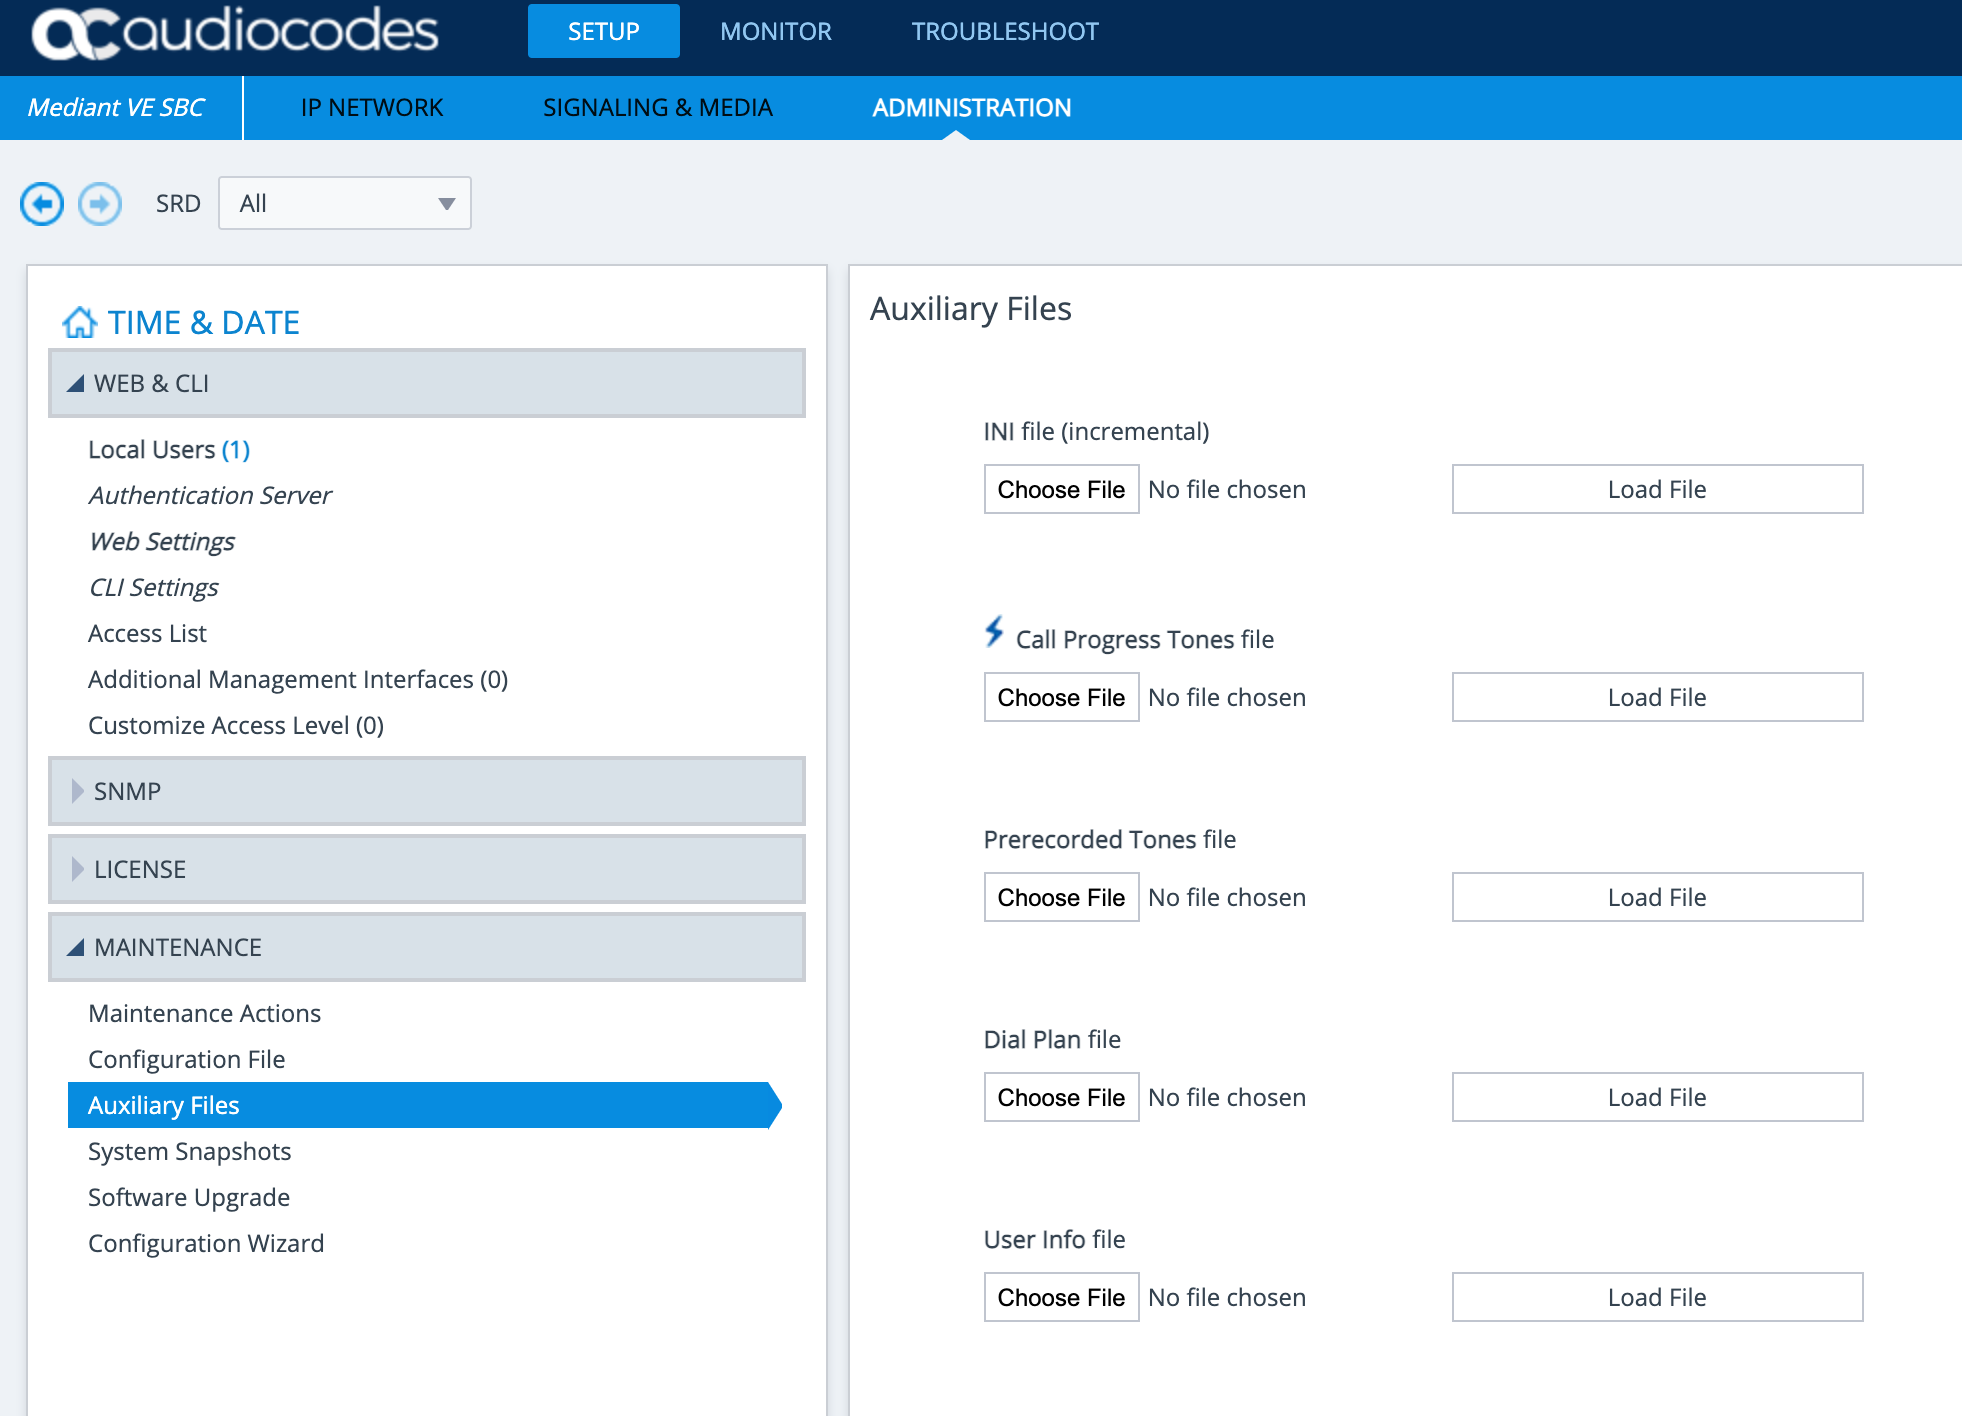 audiocodes SETUP MONITOR TROUBLESHOOT
Mediant VE SBC IP NETWORK SIGNALING & MEDIA ADMINISTRATION
SRD All
TIME & DATE
WEB & CLI
Local Users (1)
Authentication Server
Web Settings
CLI Settings
Access List
Additional Management Interfaces (0)
Customize Access Level (0)
SNMP
LICENSE
MAINTENANCE
Maintenance Actions
Configuration File
Auxiliary Files
System Snapshots
Software Upgrade
Configuration Wizard
Auxiliary Files
INI file (incremental)
Choose File No file chosen Load File
Call Progress Tones file
Choose File No file chosen Load File
Prerecorded Tones file
Choose File No file chosen Load File
Dial Plan file
Choose File No file chosen Load File
User Info file
Choose File No file chosen Load File